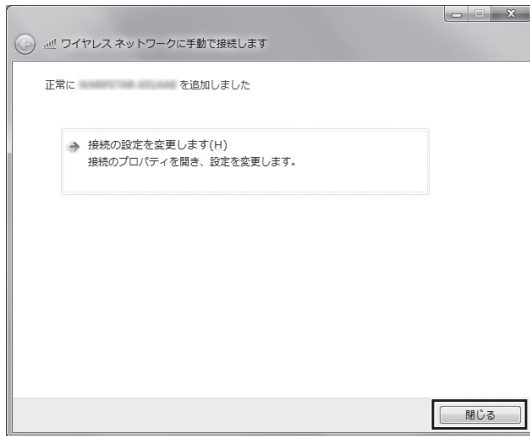 ワイヤレス ネットワークに手動で接続します
正常に を追加しました
接続の設定を変更します(H)
接続のプロパティを開き、設定を変更します。
閉じる